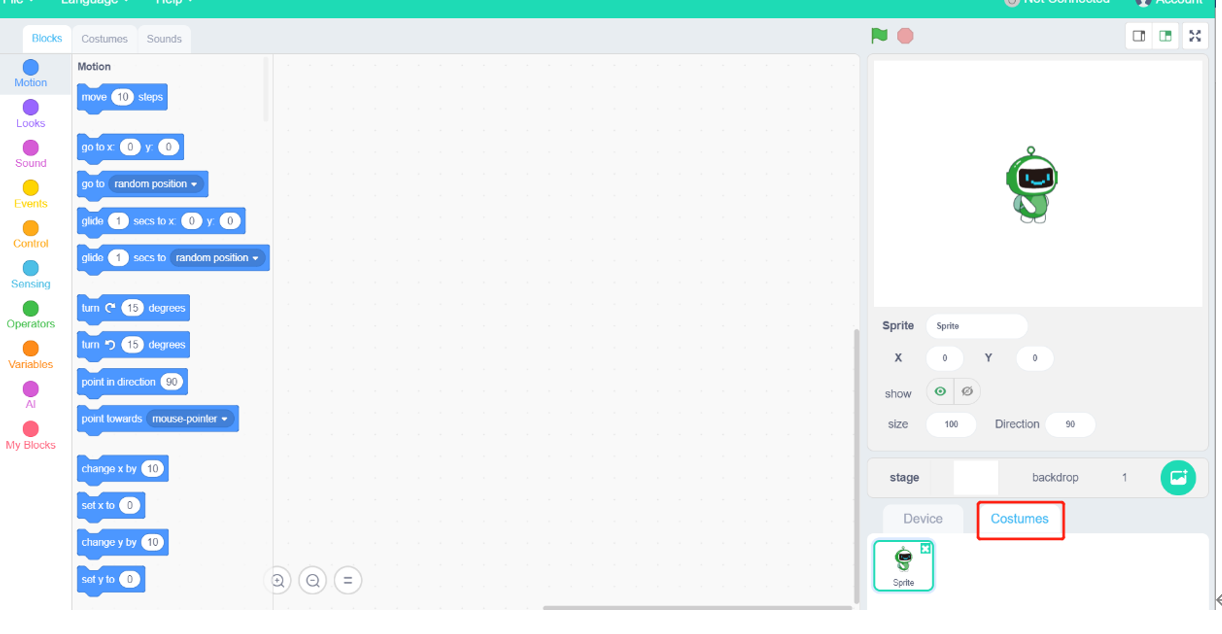 File Language Help Not Connected Account
Blocks Costumes Sounds
Motion
Looks
Sound
Events
Control
Sensing
Operators
Variables
AI
My Blocks
Motion
move 10 steps
go to x: 0 y: 0
go to random position
glide 1 secs to x: 0 y: 0
glide 1 secs to random position
turn 15 degrees
turn 15 degrees
point in direction 90
point towards mouse-pointer
change x by 10
set x to 0
change y by 10
set y to 0
Sprite Sprite
X 0 Y 0
show
size 100 Direction 90
stage backdrop 1
Device Costumes
Sprite